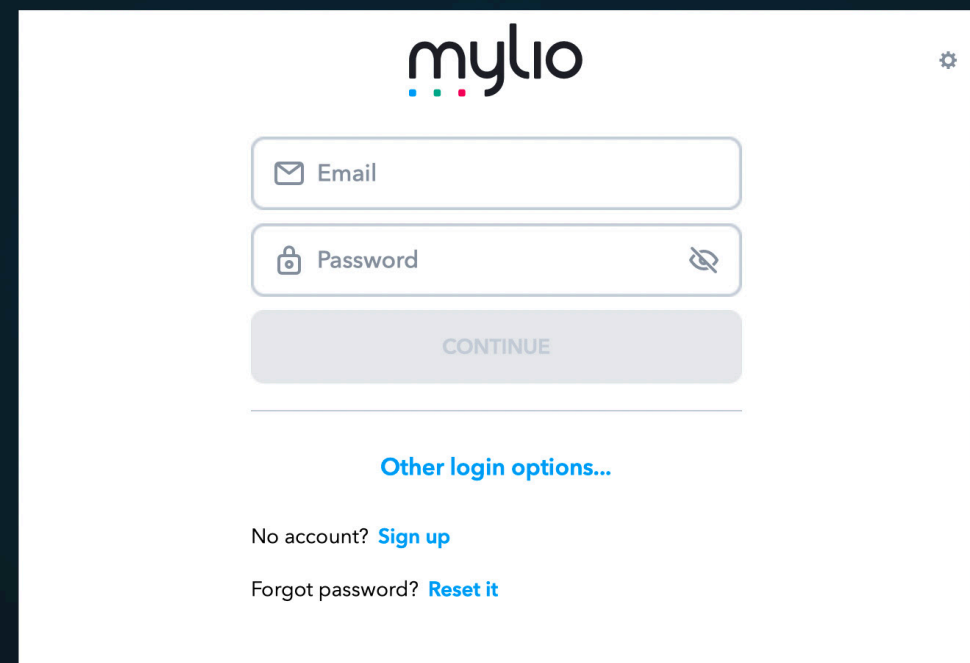 mylio
Email
Password
CONTINUE
Other login options...
No account? Sign up
Forgot password? Reset it